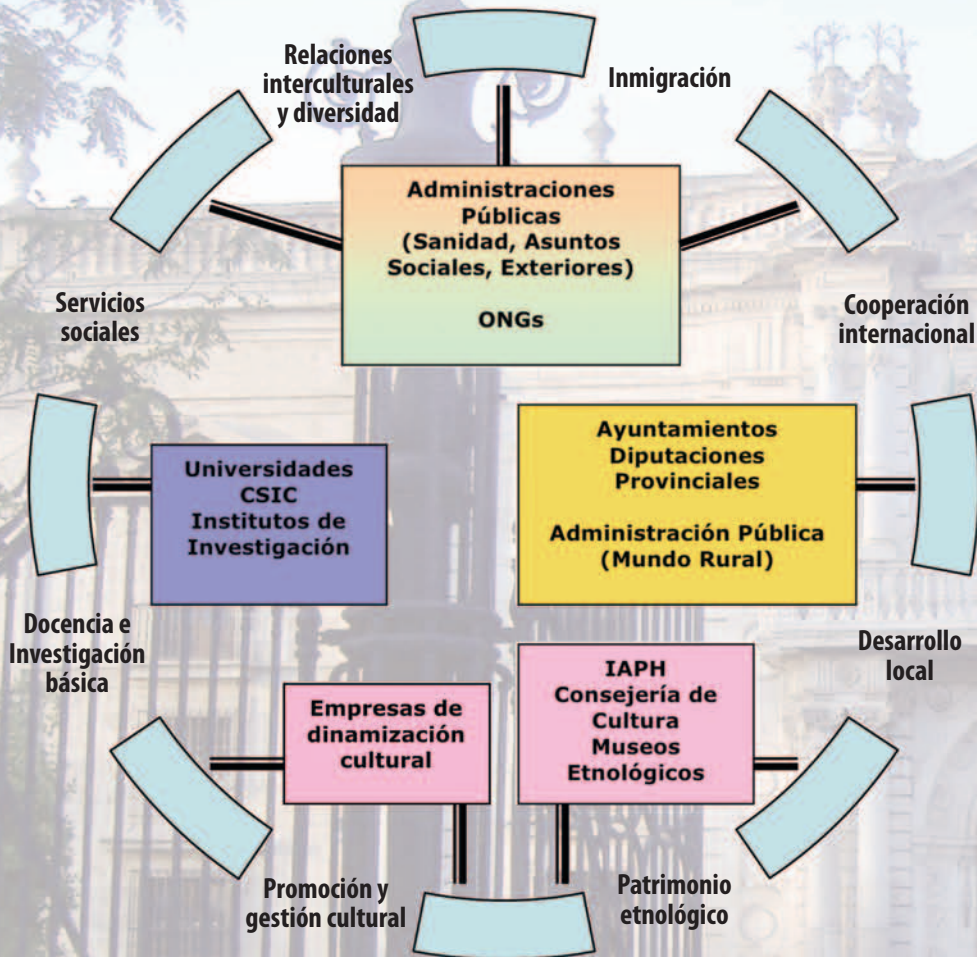 Relaciones
interculturales
y diversidad
Inmigración
Administraciones
Públicas
(Sanidad, Asuntos
Sociales, Exteriores)
ONGs
Servicios
sociales
Cooperación
internacional
Universidades
CSIC
Institutos de
Investigación
Ayuntamientos
Diputaciones
Provinciales
Administración Pública
(Mundo Rural)
Docencia e
Investigación
básica
Desarrollo
local
Empresas de
dinamización
cultural
IAPH
Consejería de
Cultura
Museos
Etnológicos
Promoción y
gestión cultural
Patrimonio
etnológico